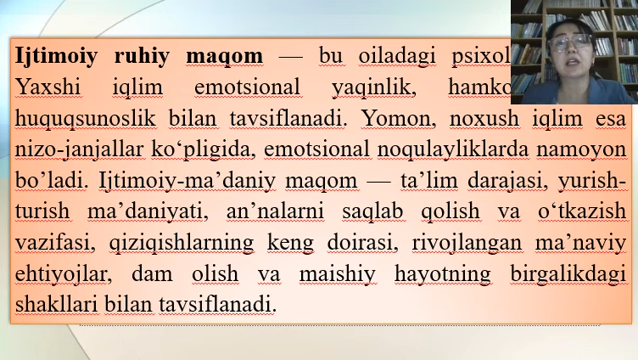 Ijtimoiy ruhiy maqom — bu oiladagi
Yaxshi iqlim emotsional yaqinlik,
huquqsunoslik bilan tavsiflanadi. Yomon, noxush iqlim esa
nizo-janjallar ko‘pligida, emotsional noqulayliklarda namoyon
bo’ladi. Ijtimoiy-ma’daniy maqom — ta’lim darajasi, yurish-
turish ma’daniyati, an’nalarni saqlab qolish va o‘tkazish
vazifasi, qiziqishlarning keng doirasi, rivojlangan ma’naviy
ehtiyojlar, dam olish va maishiy hayotning birgalikdagi
shakllari bilan tavsiflanadi.